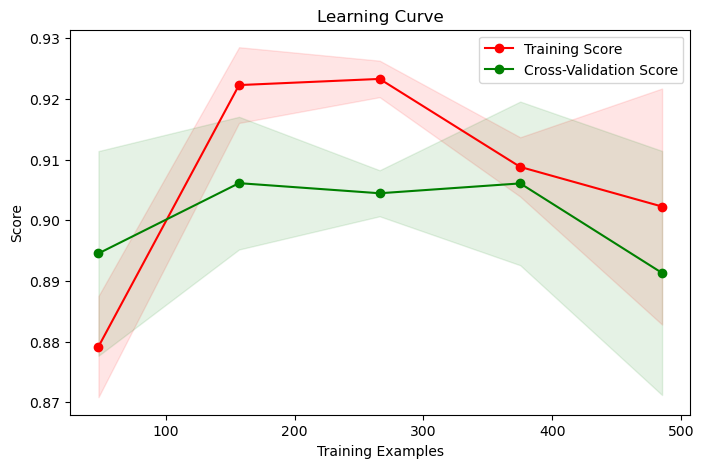 Learning Curve
Training Score
Cross-Validation Score
Score
0.93
0.92
0.91
0.90
0.89
0.88
0.87
100
200
300
400
500
Training Examples